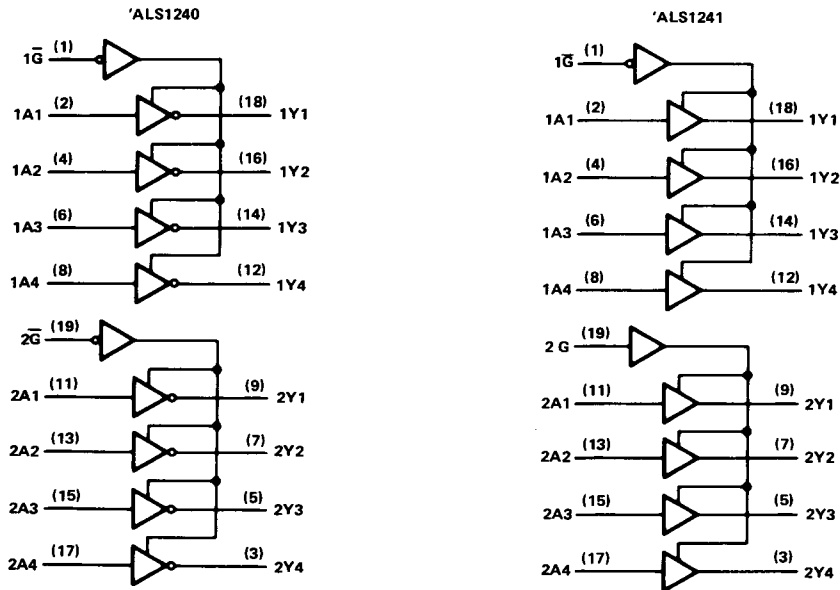 'ALS1240
1G̅ (1)
1A1 (2) (18) 1Y1
1A2 (4) (16) 1Y2
1A3 (6) (14) 1Y3
1A4 (8) (12) 1Y4
2G̅ (19)
2A1 (11) (9) 2Y1
2A2 (13) (7) 2Y2
2A3 (15) (5) 2Y3
2A4 (17) (3) 2Y4
'ALS1241
1G̅ (1)
1A1 (2) (18) 1Y1
1A2 (4) (16) 1Y2
1A3 (6) (14) 1Y3
1A4 (8) (12) 1Y4
2 G (19)
2A1 (11) (9) 2Y1
2A2 (13) (7) 2Y2
2A3 (15) (5) 2Y3
2A4 (17) (3) 2Y4